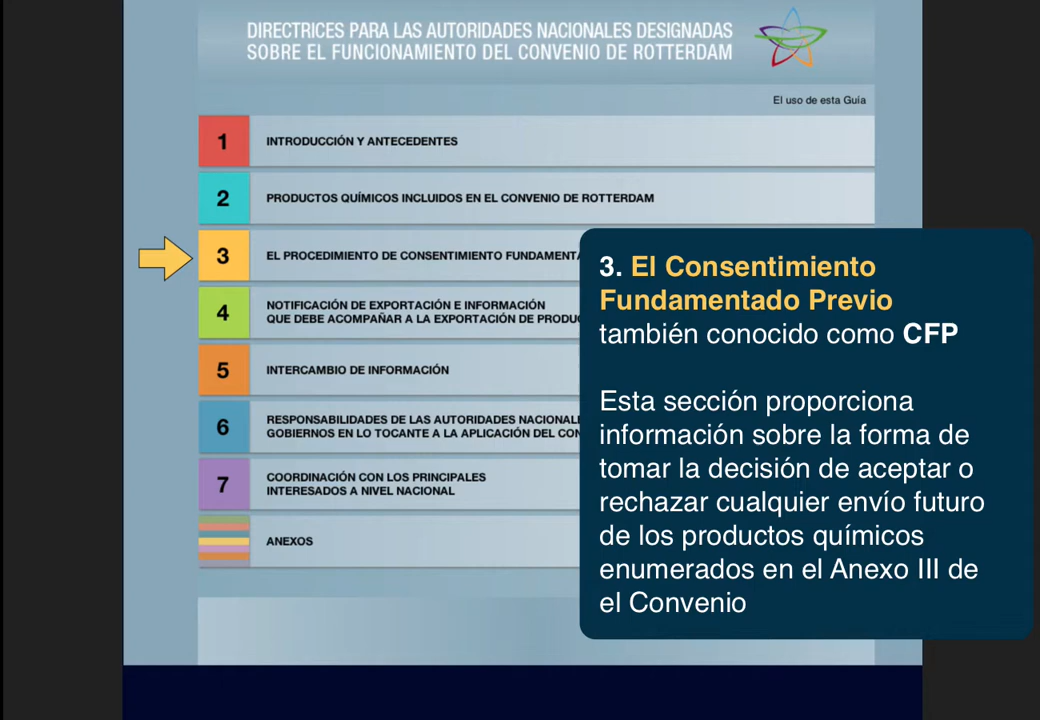 DIRECTRICES PARA LAS AUTORIDADES NACIONALES DESIGNADAS
SOBRE EL FUNCIONAMIENTO DEL CONVENIO DE ROTTERDAM
El uso de esta Guía
1 INTRODUCCIÓN Y ANTECEDENTES
2 PRODUCTOS QUÍMICOS INCLUIDOS EN EL CONVENIO DE ROTTERDAM
3 EL PROCEDIMIENTO DE CONSENTIMIENTO
4 NOTIFICACIÓN DE EXPORTACIÓN E INFORMACIÓN
QUE DEBE ACOMPAÑAR A LA EXPORTACIÓN DE
5 INTERCAMBIO DE INFORMACIÓN
6 RESPONSABILIDADES DE LAS AUTORIDADES
GOBIERNOS EN LO TOCANTE A LA APLICACIÓN DEL
7 COORDINACIÓN CON LOS PRINCIPALES
INTERESADOS A NIVEL NACIONAL
ANEXOS
3. El Consentimiento
Fundamentado Previo
también conocido como CFP
Esta sección proporciona
información sobre la forma de
tomar la decisión de aceptar o
rechazar cualquier envío futuro
de los productos químicos
enumerados en el Anexo III de
el Convenio